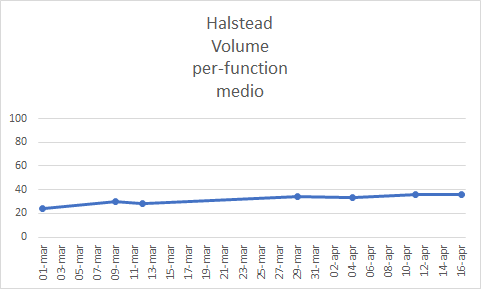 Halstead
Volume
per-function
medio
100
80
60
40
20
0
01-mar
03-mar
05-mar
07-mar
09-mar
11-mar
13-mar
15-mar
17-mar
19-mar
21-mar
23-mar
25-mar
27-mar
29-mar
31-mar
02-apr
04-apr
06-apr
08-apr
10-apr
12-apr
14-apr
16-apr